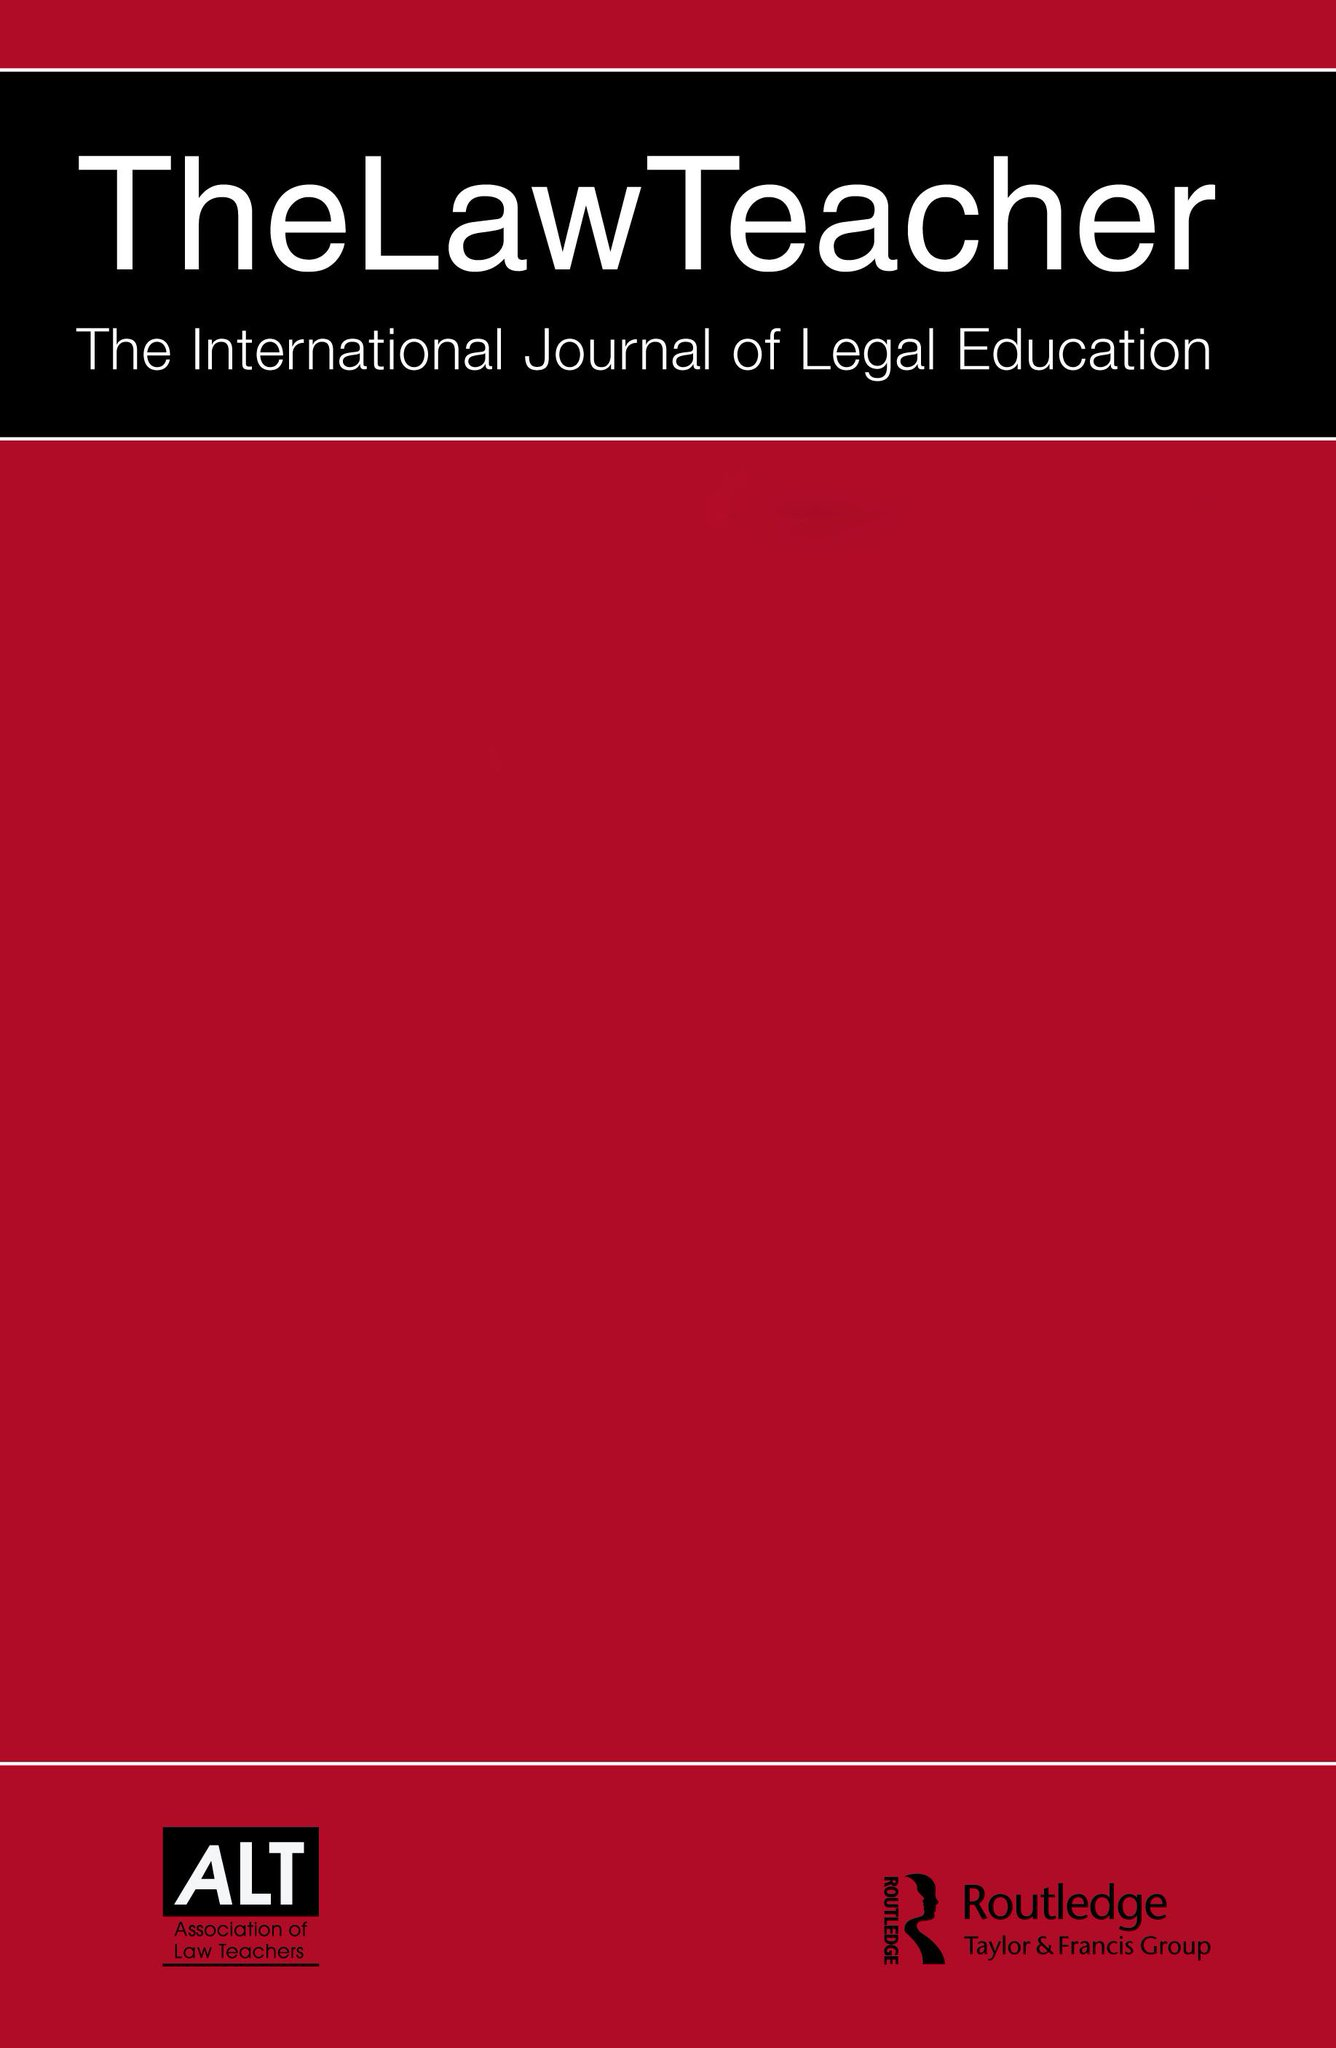 TheLawTeacher
The International Journal of Legal Education
ALT
Association of
Law Teachers
ROUTLEDGE
Routledge
Taylor & Francis Group